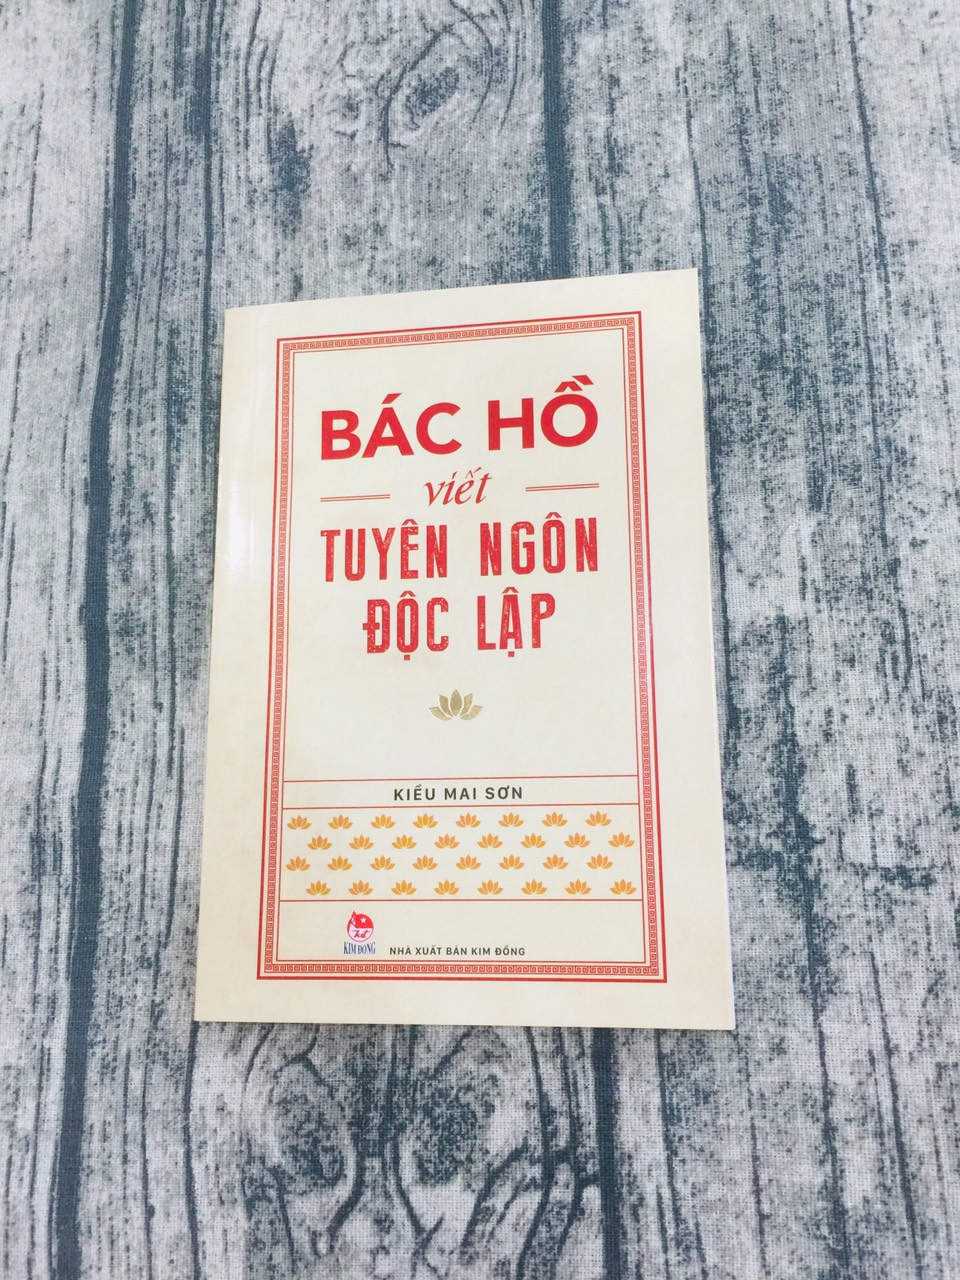 BÁC HỒ
viết
TUYÊN NGÔN
ĐỘC LẬP
KIỀU MAI SƠN
KIM ĐỒNG
NHÀ XUẤT BẢN KIM ĐỒNG